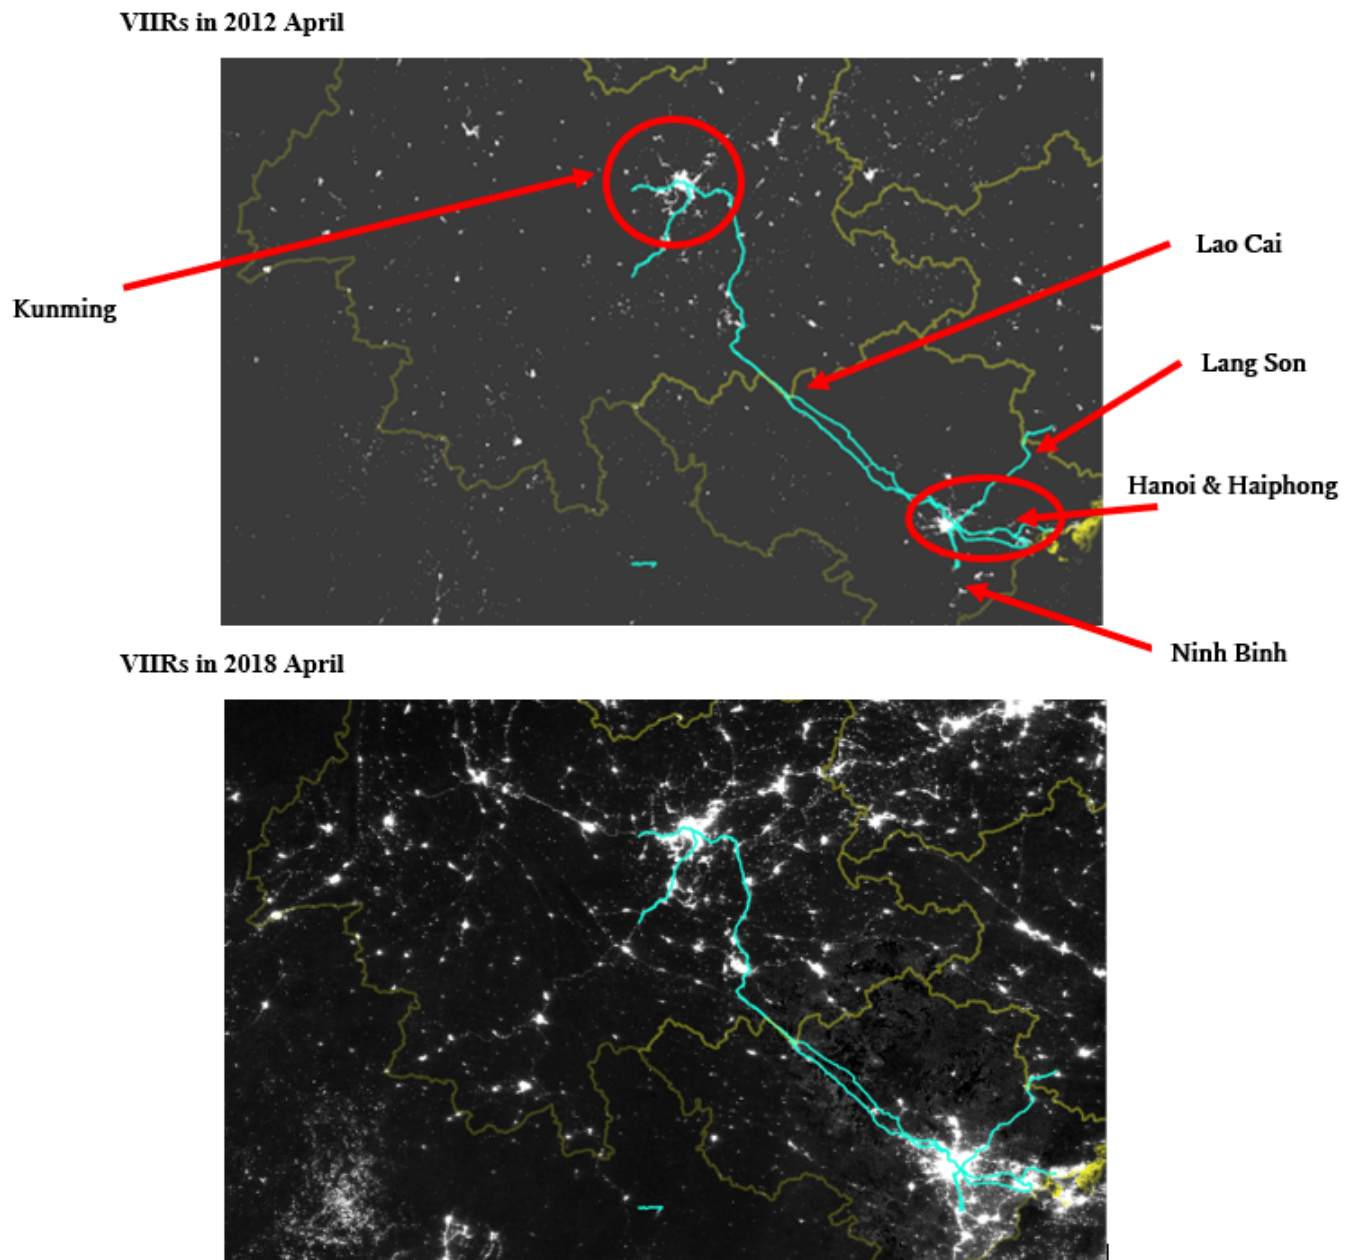 VIIRs in 2012 April
Lao Cai
Kunming
Lang Son
Hanoi & Haiphong
Ninh Binh
VIIRs in 2018 April